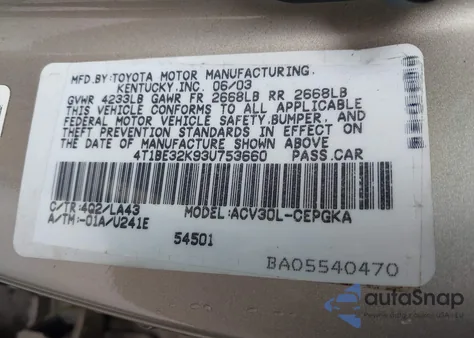 MFD.BY:TOYOTA MOTOR MANUFACTURING.
KENTUCKY.INC. 06/03
GVWR 4233LB GAWR FR 2668LB RR 2668LB
THIS VEHICLE CONFORMS TO ALL APPLICABLE
FEDERAL MOTOR VEHICLE SAFETY,BUMPER, AND
THEFT PREVENTION STANDARDS IN EFFECT ON
THE DATE OF MANUFACTURE SHOWN ABOVE
4T1BE32K93U753660 PASS.CAR
C/TR:4Q2/LA43 MODEL:ACV30L-CEPGKA
A/TM:-01A/U241E
54501
BA05540470
autoSnap